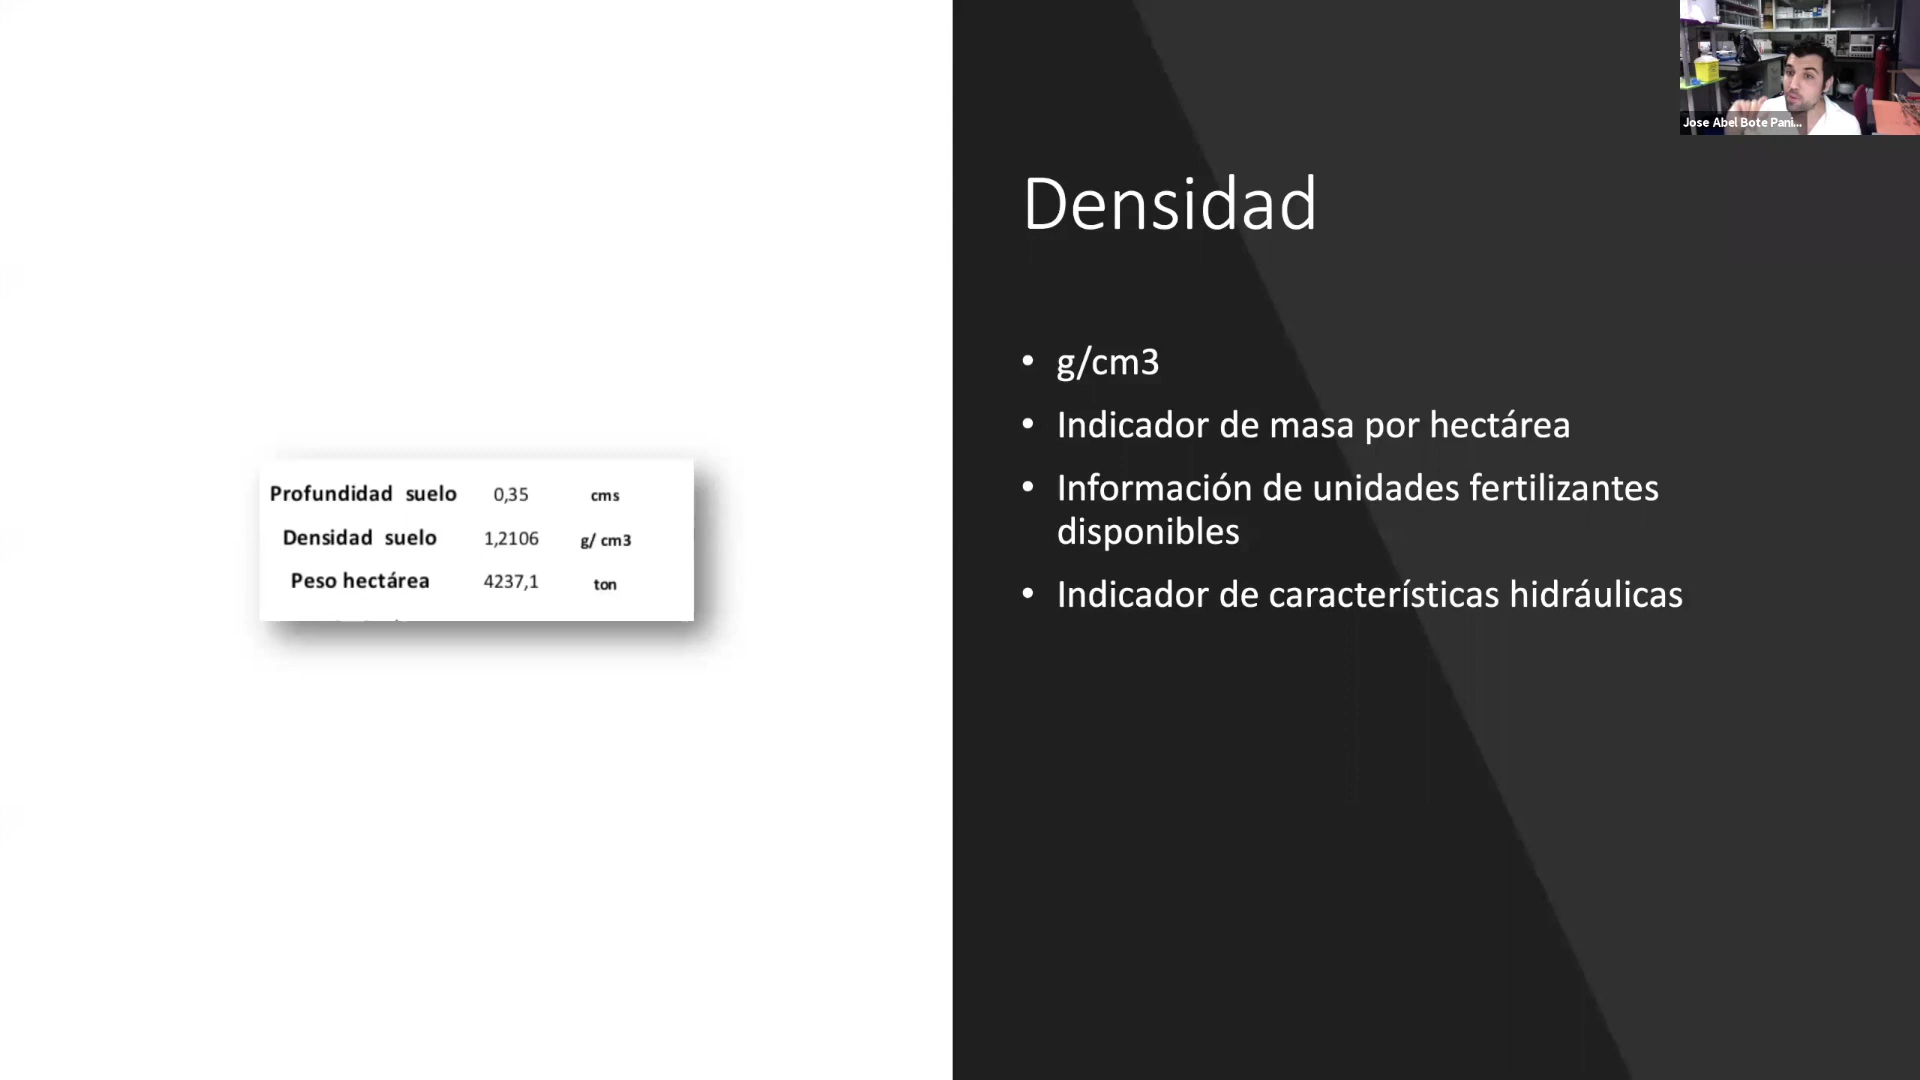 Profundidad suelo 0,35 cms
Densidad suelo 1,2106 g/ cm3
Peso hectárea 4237,1 ton
Jose Abel Bote Pani...
Densidad
• g/cm3
• Indicador de masa por hectárea
• Información de unidades fertilizantes
disponibles
• Indicador de características hidráulicas